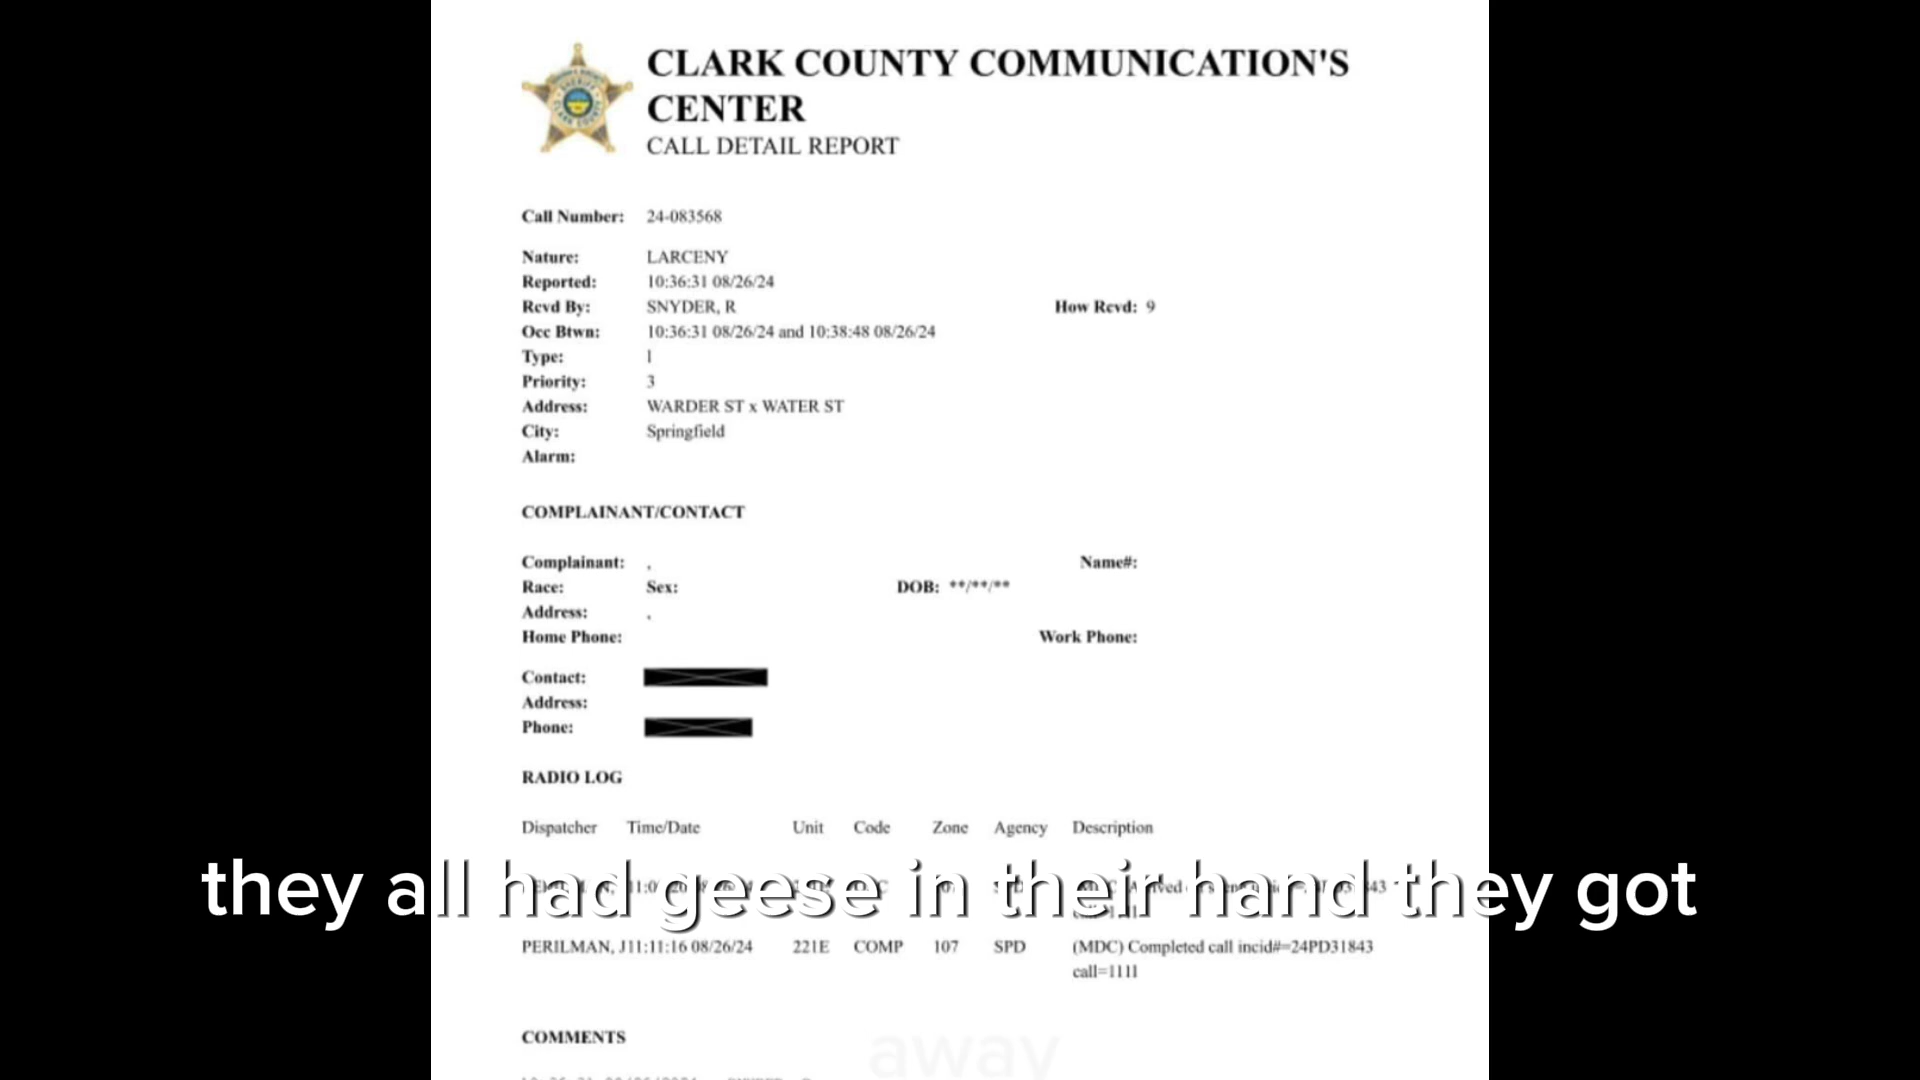 CLARK COUNTY COMMUNICATION'S
CENTER
CALL DETAIL REPORT
Call Number: 24-083568
Nature: LARCENY
Reported: 10:36:31 08/26/24
Rcvd By: SNYDER, R How Rcvd: 9
Occ Btwn: 10:36:31 08/26/24 and 10:38:48 08/26/24
Type: l
Priority: 3
Address: WARDER ST x WATER ST
City: Springfield
Alarm:
COMPLAINANT/CONTACT
Complainant: , Name#:
Race: Sex: DOB: **/**/**
Address: ,
Home Phone: Work Phone:
Contact:
Address:
Phone:
RADIO LOG
Dispatcher Time/Date Unit Code Zone Agency Description
they all had geese in their hand they got
PERILMAN, J 11:11:16 08/26/24 221E COMP 107 SPD (MDC) Completed call incid#=24PD31843
call=111l
COMMENTS
away